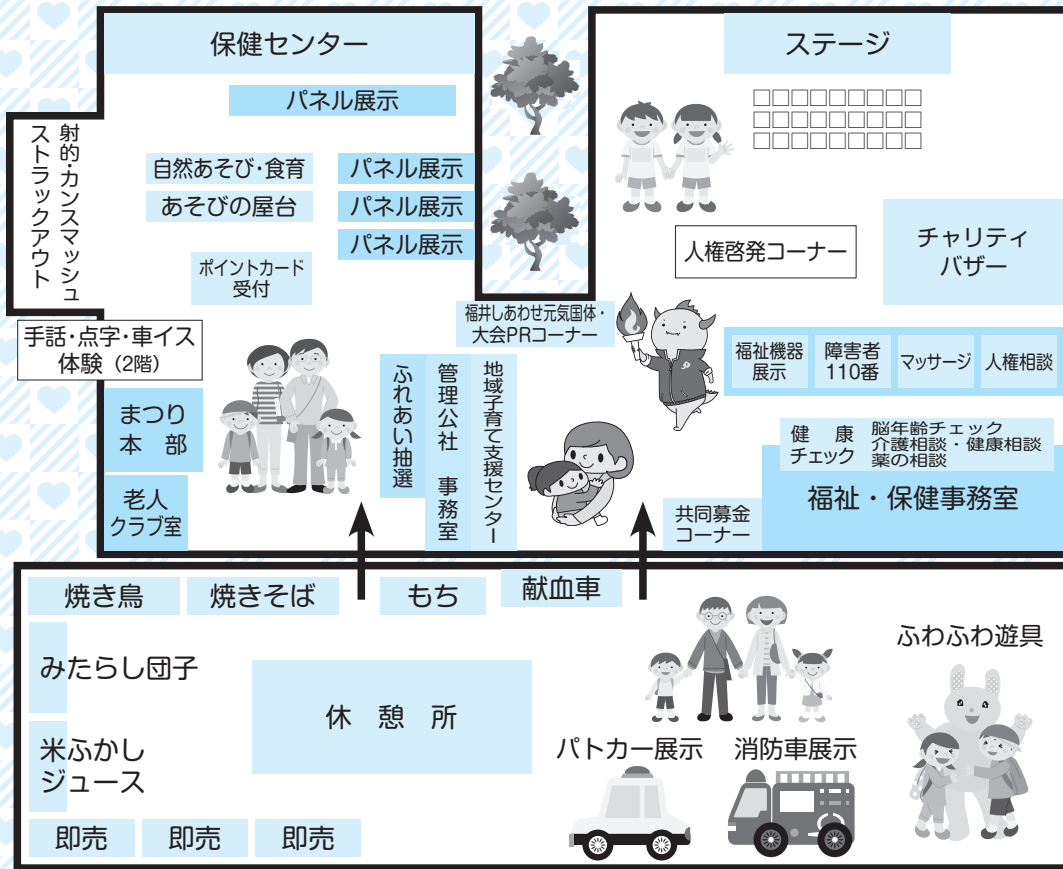 保健センター
ステージ
パネル展示
射的・カンスマッシュ
ストラックアウト
自然あそび・食育
パネル展示
あそびの屋台
パネル展示
パネル展示
ポイントカード
受付
人権啓発コーナー
チャリティ
バザー
福井しあわせ元気国体・
大会PRコーナー
手話・点字・車イス
体験（2階）
福祉機器
展示
障害者
110番
マッサージ
人権相談
まつり
本　部
ふれあい抽選
管理公社　事務室
地域子育て支援センター
健　康
チェック
脳年齢チェック
介護相談・健康相談
薬の相談
老人
クラブ室
共同募金
コーナー
福祉・保健事務室
焼き鳥
焼きそば
もち
献血車
みたらし団子
ふわふわ遊具
休　憩　所
米ふかし
ジュース
パトカー展示
消防車展示
即売
即売
即売